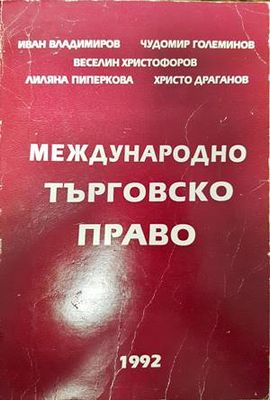 ИВАН ВЛАДИМИРОВ ЧУДОМИР ГОЛЕМИНОВ
ВЕСЕЛИН ХРИСТОФОРОВ
ЛИЛЯНА ПИПЕРКОВА ХРИСТО ДРАГАНОВ
МЕЖДУНАРОДНО
ТЪРГОВСКО
ПРАВО
1992